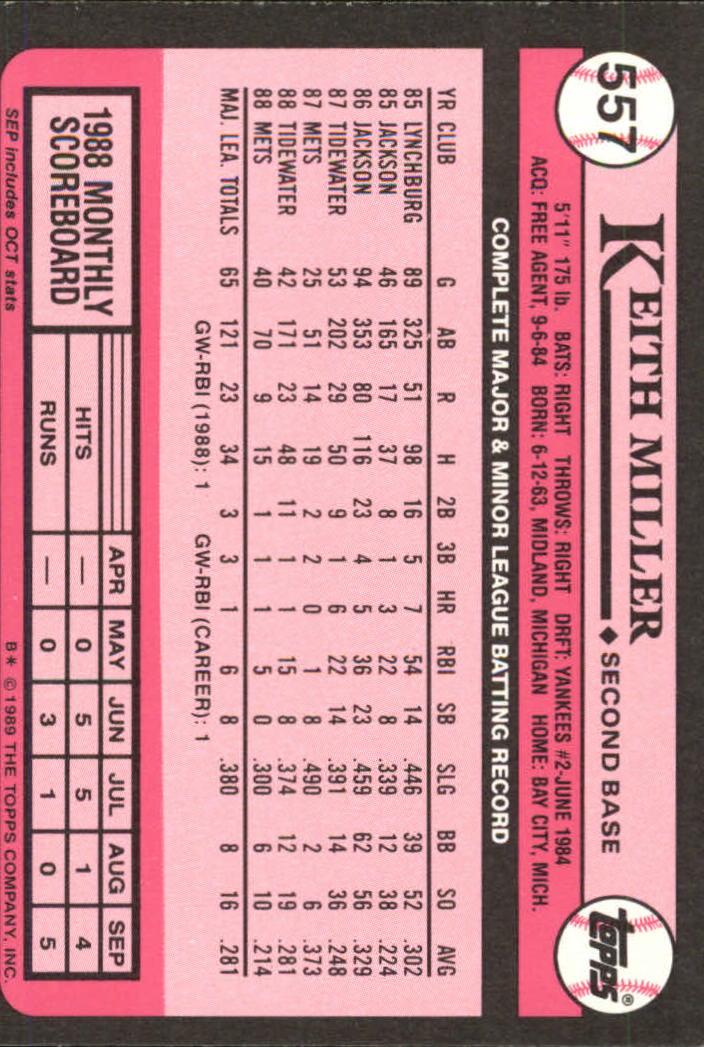 557
KEITH MILLER ♦ SECOND BASE
topps®
5'11" 175 lb. BATS: RIGHT THROWS: RIGHT DRFT: YANKEES #2-JUNE 1984
ACQ: FREE AGENT, 9-6-84 BORN: 6-12-63, MIDLAND, MICHIGAN HOME: BAY CITY, MICH.
COMPLETE MAJOR & MINOR LEAGUE BATTING RECORD
YR CLUB G AB R H 2B 3B HR RBI SB SLG BB SO AVG
85 LYNCHBURG 89 325 51 98 16 5 7 54 14 .446 39 52 .302
85 JACKSON 46 165 17 37 8 1 3 22 8 .339 12 38 .224
86 JACKSON 94 353 80 116 23 4 5 36 23 .459 62 56 .329
87 TIDEWATER 53 202 29 50 9 1 6 22 14 .391 14 36 .248
87 METS 25 51 14 19 2 2 0 1 8 .490 2 6 .373
88 TIDEWATER 42 171 23 48 11 1 1 15 8 .374 12 19 .281
88 METS 40 70 9 15 1 1 1 5 0 .300 6 10 .214
MAJ. LEA. TOTALS 65 121 23 34 3 3 1 6 8 .380 8 16 .281
GW-RBI (1988): 1 GW-RBI (CAREER): 1
1988 MONTHLY
SCOREBOARD
APR MAY JUN JUL AUG SEP
HITS — 0 5 5 1 4
RUNS — 0 3 1 0 5
SEP includes OCT stats B* © 1989 THE TOPPS COMPANY, INC.